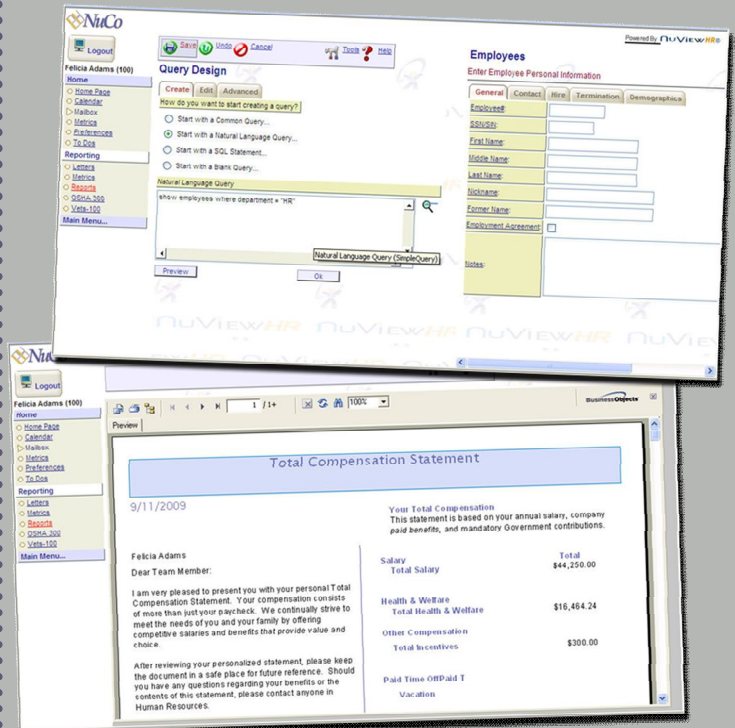 NuCo
Powered By NUVIEWHR®
Logout
Save Undo Cancel Tools Help
Felicia Adams (100)
Home
Home Page
Calendar
Mailbox
Metrics
Preferences
To Dos
Reporting
Letters
Metrics
Reports
OSHA 300
Vets-100
Main Menu...
Query Design
Create Edit Advanced
How do you want to start creating a query?
Start with a Common Query...
Start with a Natural Language Query...
Start with a SQL Statement...
Start with a Blank Query...
Natural Language Query
show employees where department = "HR"
Natural Language Query (SimpleQuery)
Preview
Ok
Employees
Enter Employee Personal Information
General Contact Hire Termination Demographics
Employee#:
SSN/SIN:
First Name:
Middle Name:
Last Name:
Nickname:
Former Name:
Employment Agreement:
Notes:
NUVIEWHR NUVIEWHR NUVIEWHR NUVIEW
Nu
Logout
Felicia Adams (100)
Home
Home Page
Calendar
Mailbox
Metrics
Preferences
To Dos
Reporting
Letters
Metrics
Reports
OSHA 300
Vets-100
Main Menu...
1 /1+ 100%
BusinessObjects
Preview
Total Compensation Statement
9/11/2009
Felicia Adams
Dear Team Member:
I am very pleased to present you with your personal Total
Compensation Statement. Your compensation consists
of more than just your paycheck. We continually strive to
meet the needs of you and your family by offering
competitive salaries and benefits that provide value and
choice.
After reviewing your personalized statement, please keep
the document in a safe place for future reference. Should
you have any questions regarding your benefits or the
contents of this statement, please contact anyone in
Human Resources.
Your Total Compensation
This statement is based on your annual salary, company
paid benefits, and mandatory Government contributions.
Salary Total
Total Salary $44,250.00
Health & Welfare
Total Health & Welfare $16,464.24
Other Compensation
Total Incentives $300.00
Paid Time OffPaid T
Vacation